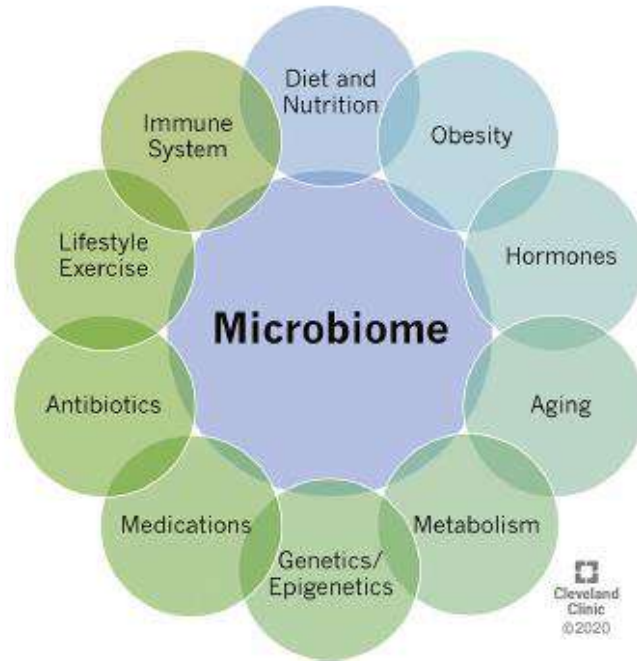 Diet and
Nutrition
Obesity
Hormones
Aging
Metabolism
Genetics/
Epigenetics
Medications
Antibiotics
Lifestyle
Exercise
Immune
System
Microbiome
Cleveland
Clinic
©2020